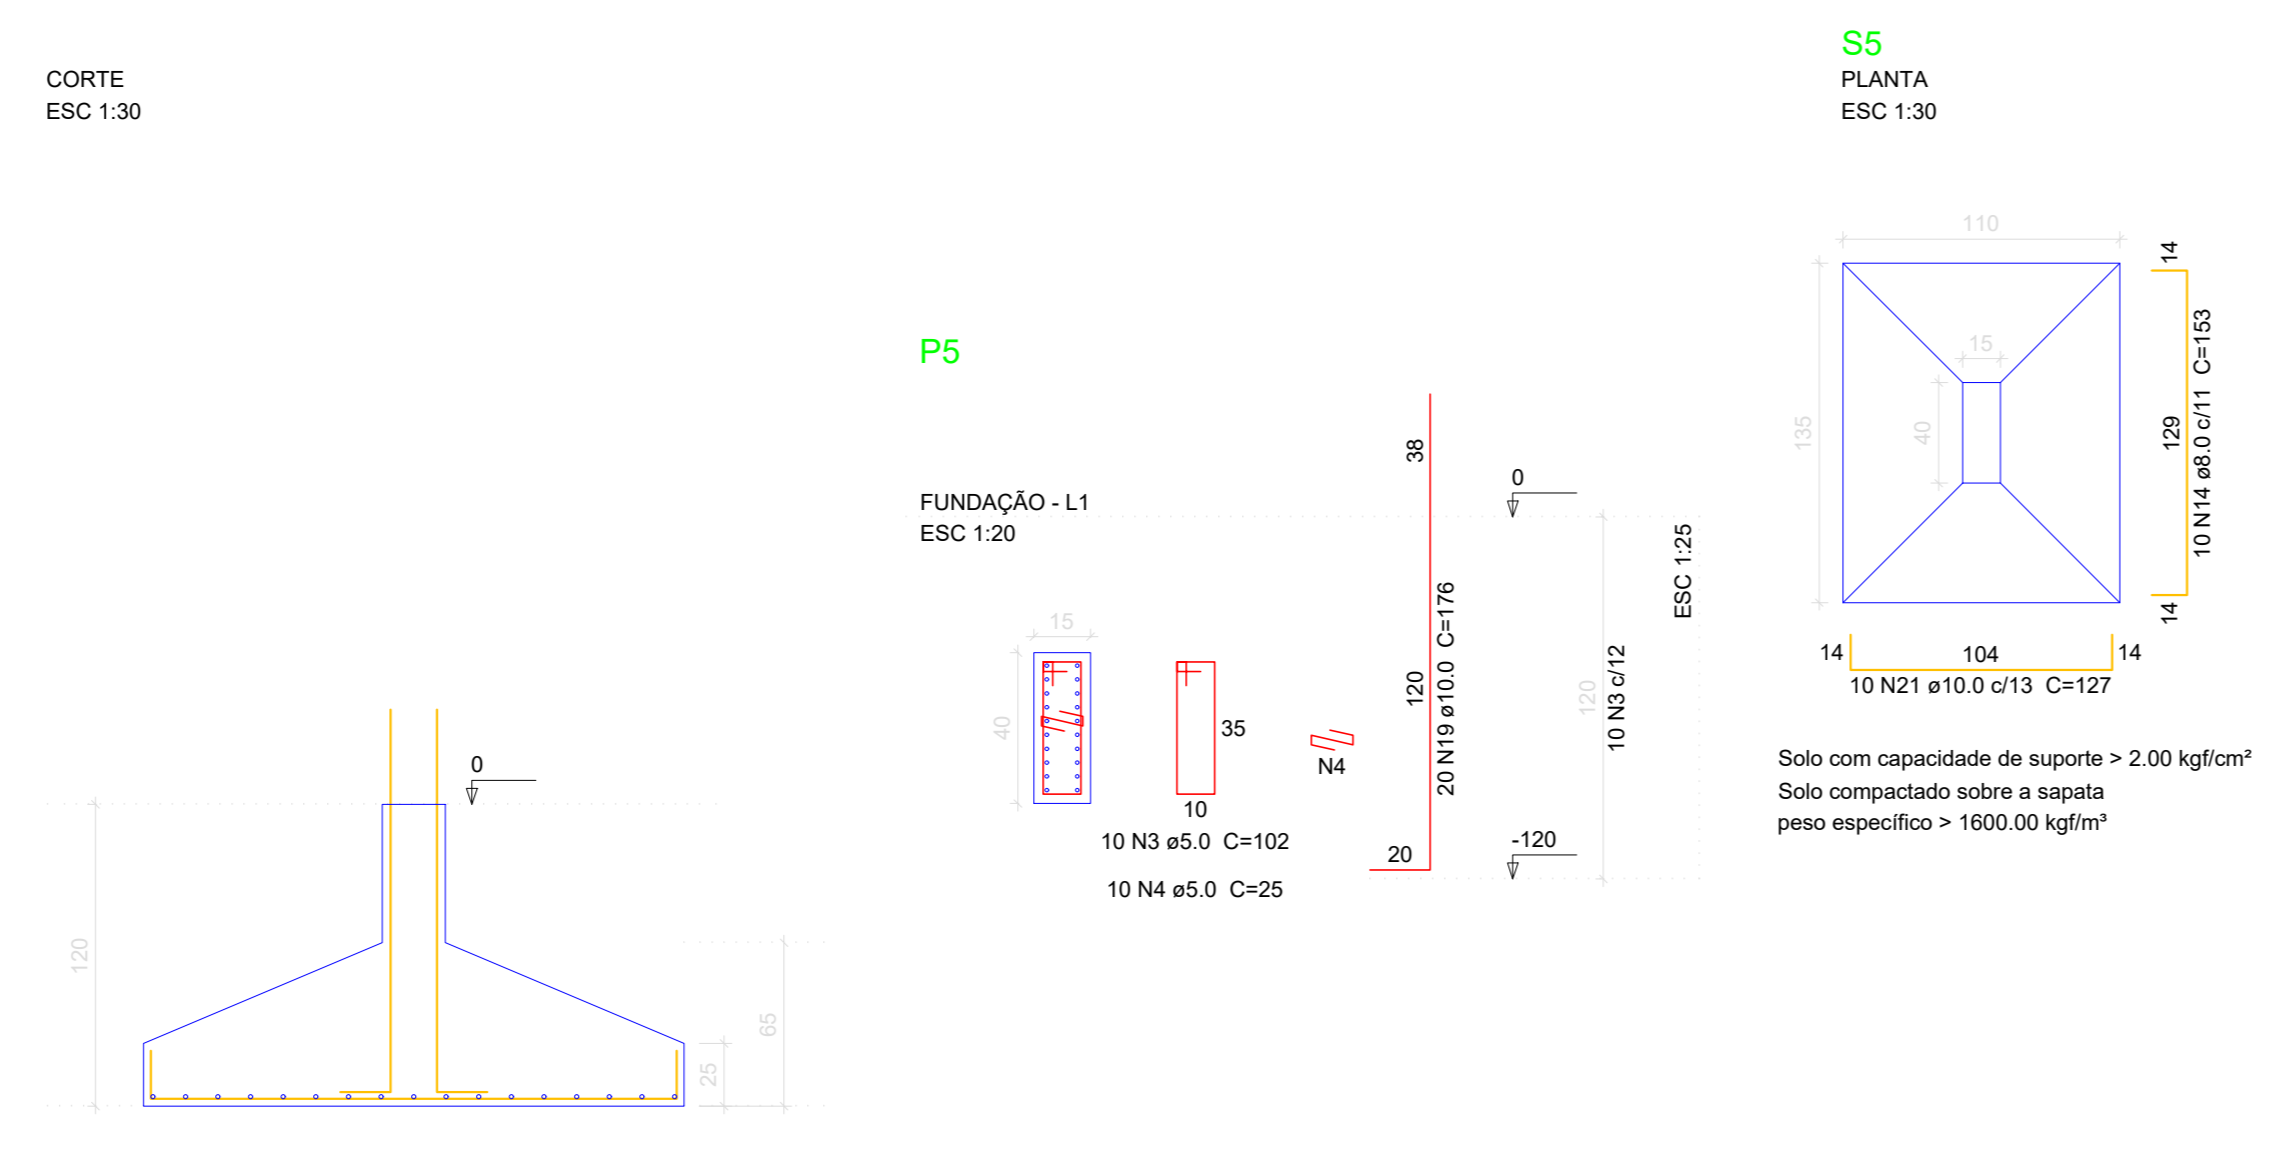 CORTE
ESC 1:30
120
0
65
25
P5
FUNDAÇÃO - L1
ESC 1:20
15
40
35
10
10 N3 ø5.0 C=102
10 N4 ø5.0 C=25
N4
38
120
20
20 N19 ø10.0 C=176
0
-120
120
10 N3 c/12
ESC 1:25
S5
PLANTA
ESC 1:30
110
135
15
40
14
129
14
10 N14 ø8.0 c/11 C=153
14
104
14
10 N21 ø10.0 c/13 C=127
Solo com capacidade de suporte > 2.00 kgf/cm²
Solo compactado sobre a sapata
peso específico > 1600.00 kgf/m³